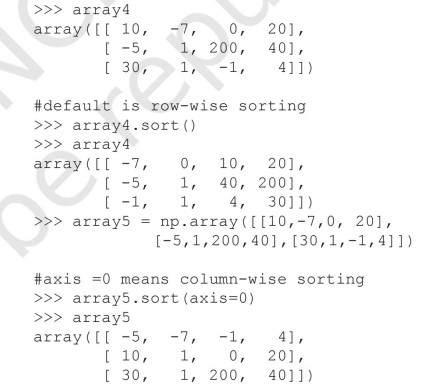 >>> array4
array([[ 10, -7, 0, 20],
[ -5, 1, 200, 40],
[ 30, 1, -1, 4]])
#default is row-wise sorting
>>> array4.sort()
>>> array4
array([[ -7, 0, 10, 20],
[ -5, 1, 40, 200],
[ -1, 1, 4, 30]])
>>> array5 = np.array([[10,-7,0, 20],
[-5,1,200,40],[30,1,-1,4]])
#axis =0 means column-wise sorting
>>> array5.sort(axis=0)
>>> array5
array([[ -5, -7, -1, 4],
[ 10, 1, 0, 20],
[ 30, 1, 200, 40]])